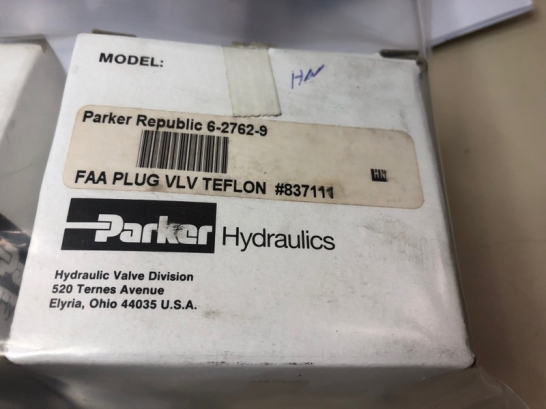 MODEL:
HN
Parker Republic 6-2762-9
HN
FAA PLUG VLV TEFLON #837111
Parker Hydraulics
Hydraulic Valve Division
520 Ternes Avenue
Elyria, Ohio 44035 U.S.A.